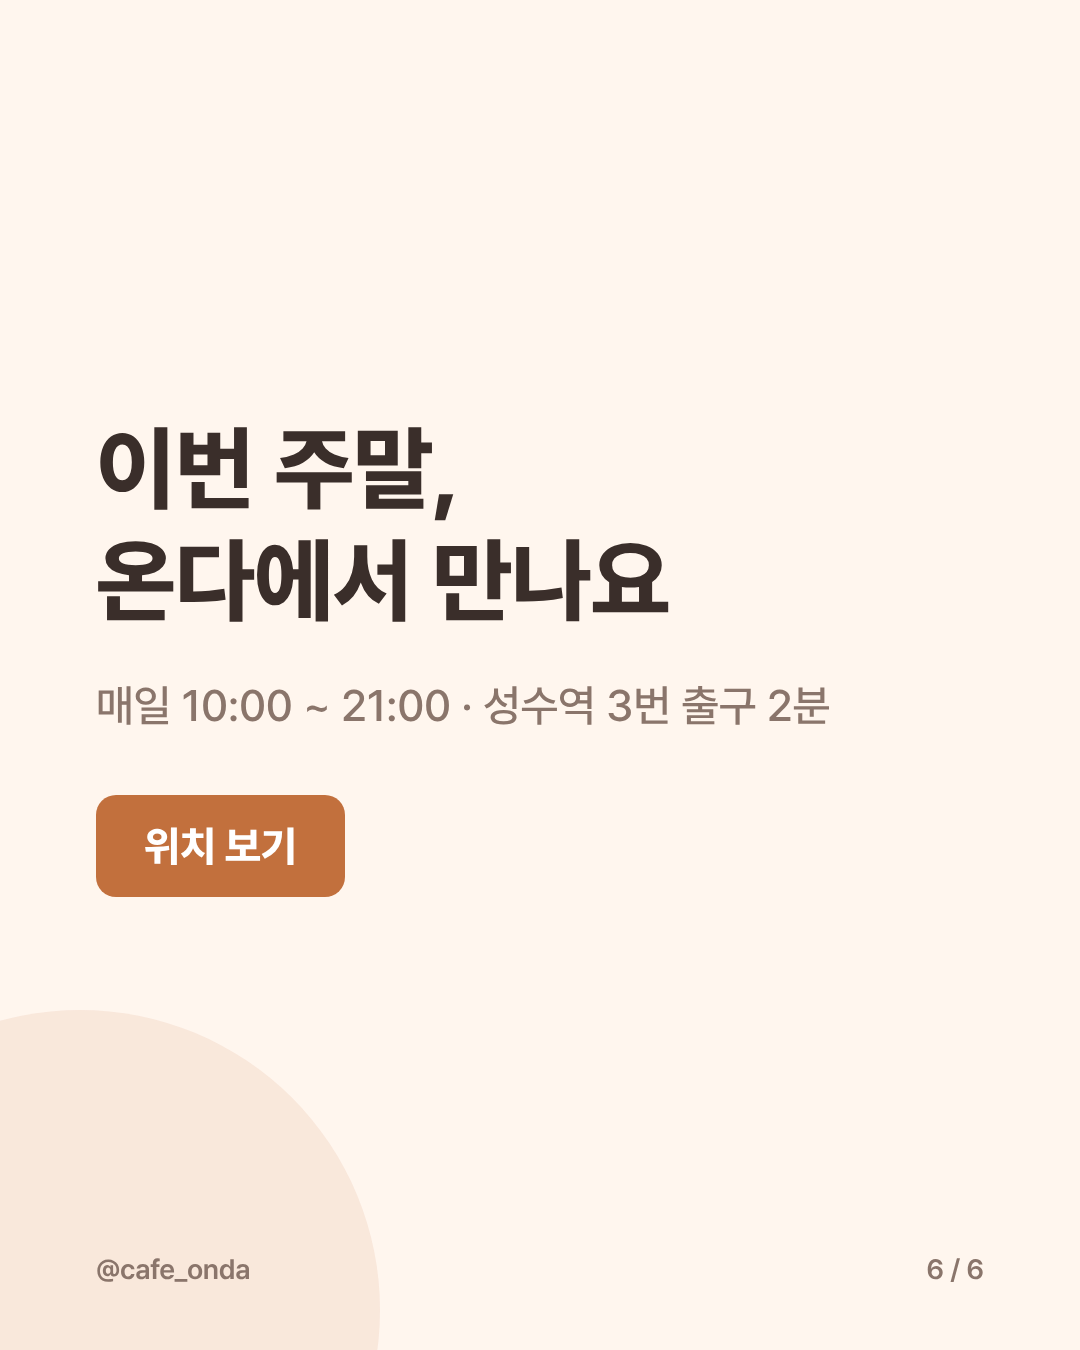 이번 주말,
온다에서 만나요
매일 10:00 ~ 21:00 · 성수역 3번 출구 2분
위치 보기
@cafe_onda
6 / 6